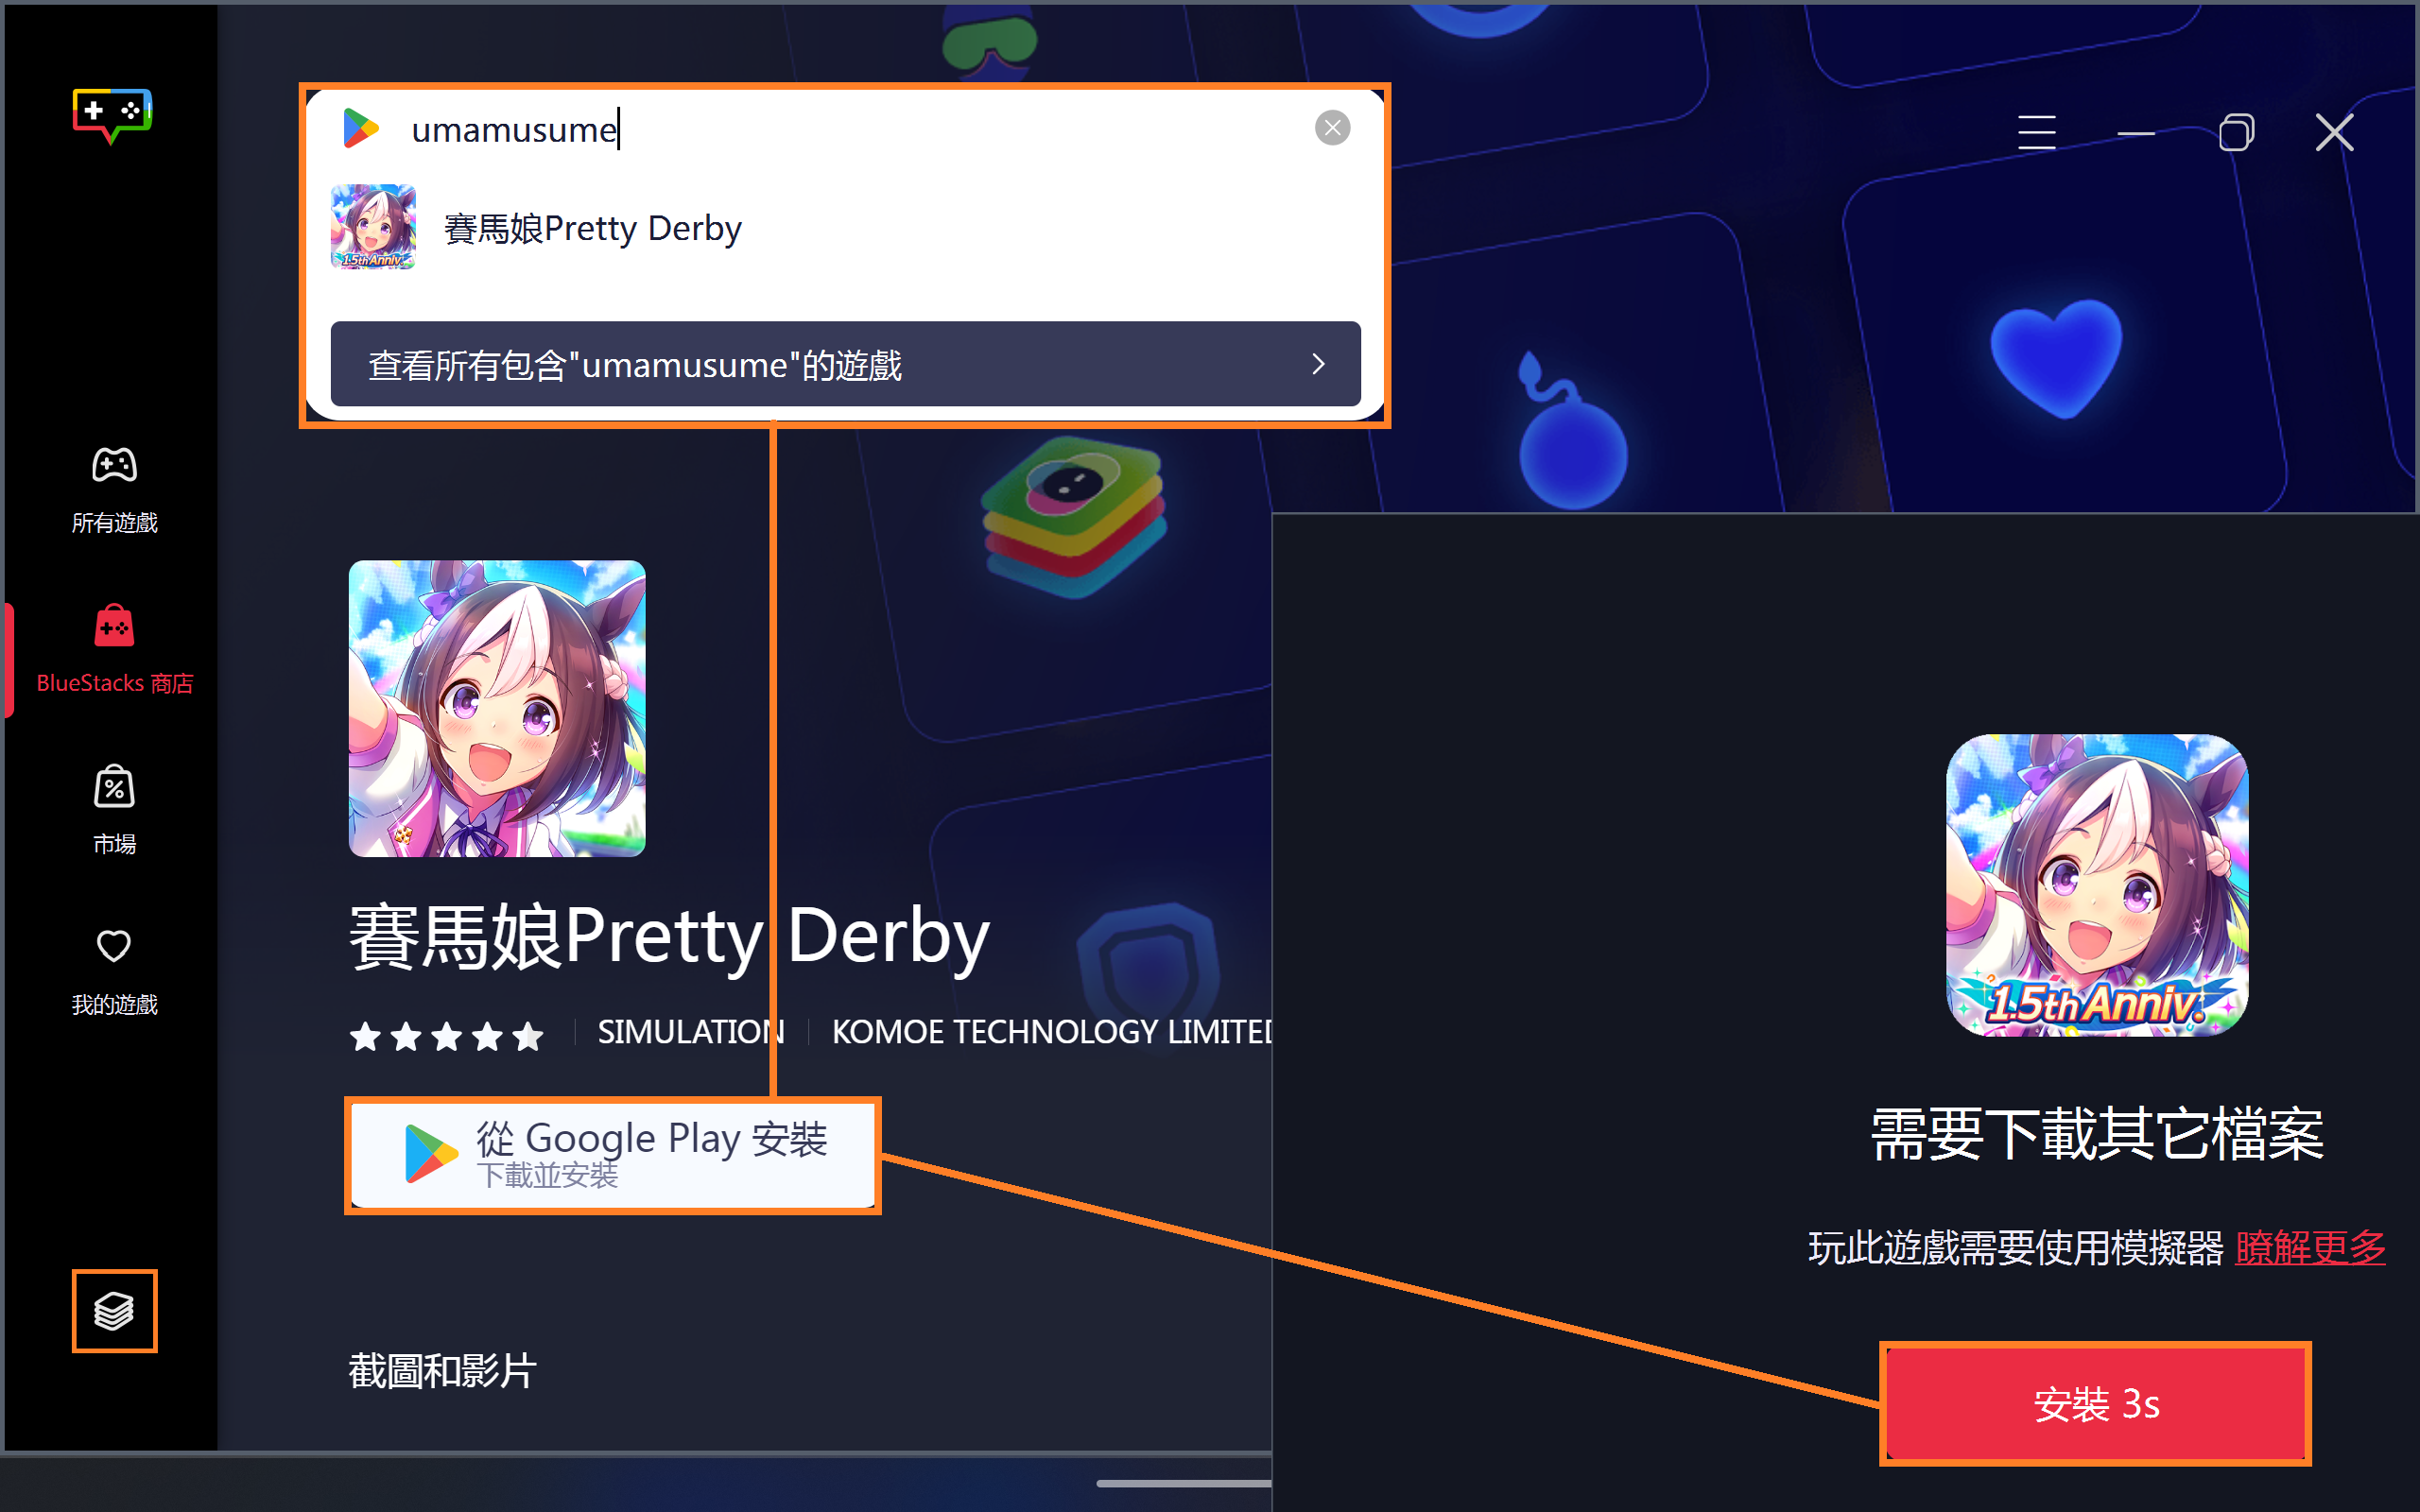 umamusume
1.5th Anniv.
賽馬娘Pretty Derby
查看所有包含"umamusume"的遊戲
所有遊戲
BlueStacks 商店
市場
我的遊戲
賽馬娘Pretty Derby
SIMULATION
KOMOE TECHNOLOGY LIMITED
從 Google Play 安裝
下載並安裝
截圖和影片
1.5th Anniv.
需要下載其它檔案
玩此遊戲需要使用模擬器 瞭解更多
安裝 3s